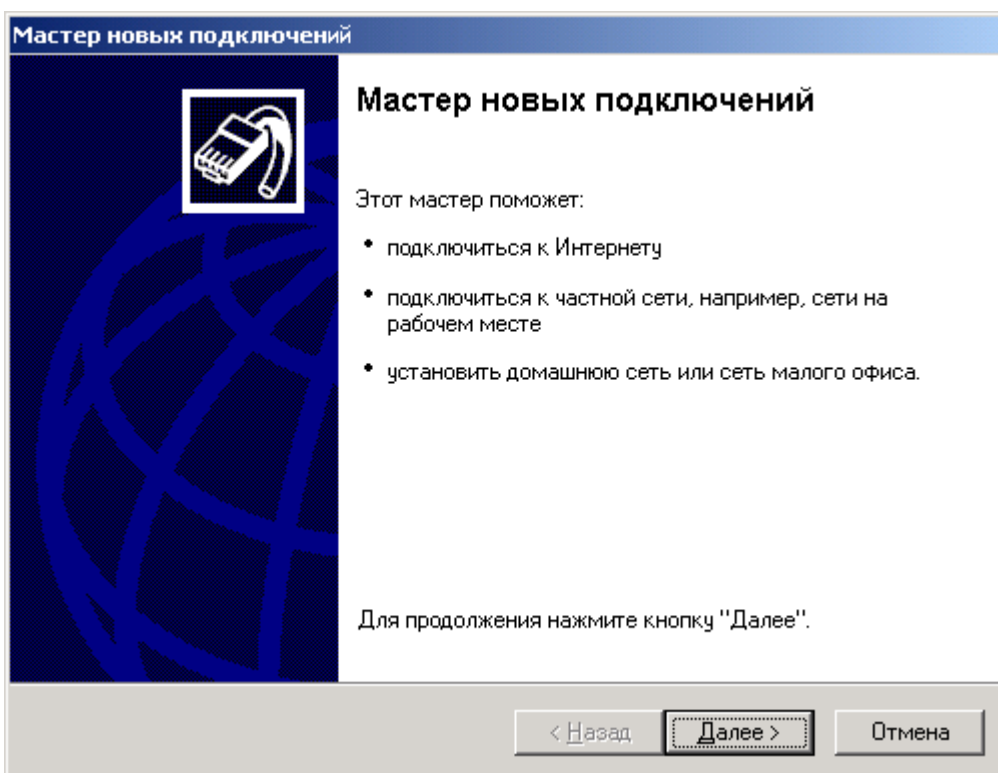 Мастер новых подключений
Мастер новых подключений
Этот мастер поможет:
• подключиться к Интернету
• подключиться к частной сети, например, сети на
рабочем месте
• установить домашнюю сеть или сеть малого офиса.
Для продолжения нажмите кнопку "Далее".
< Назад
Далее >
Отмена